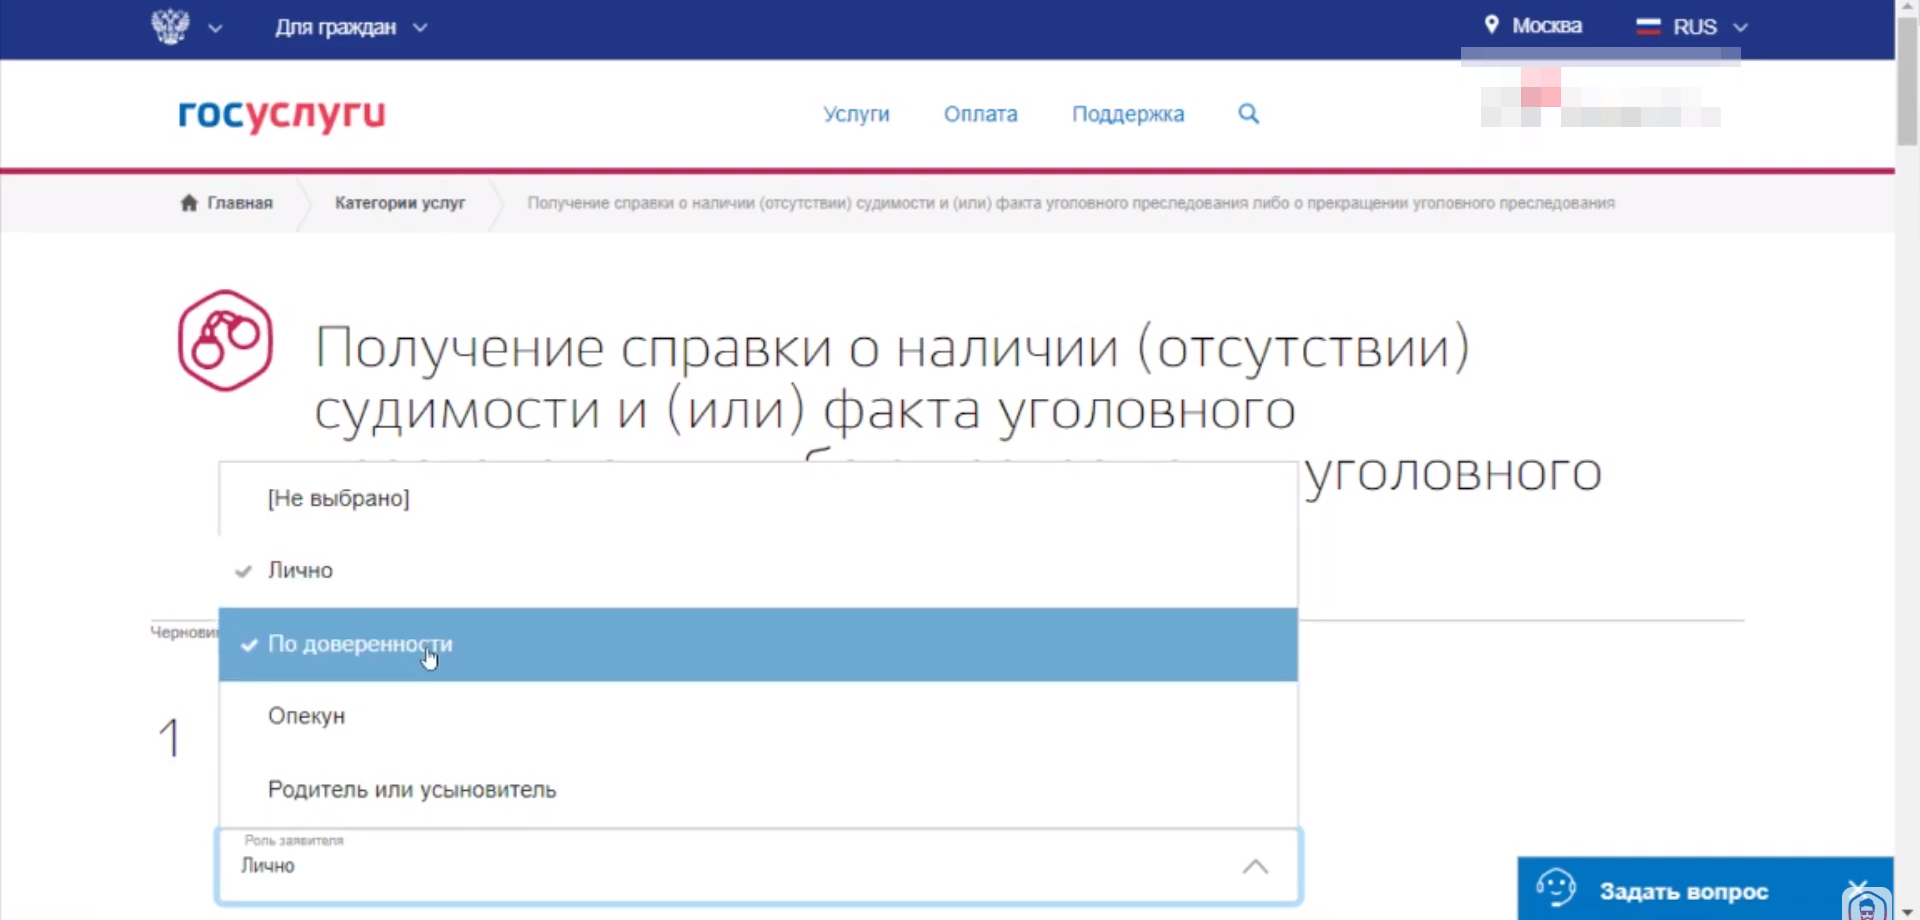 Для граждан
Москва
RUS
госуслуги
Услуги
Оплата
Поддержка
Главная
Категории услуг
Получение справки о наличии (отсутствии) судимости и (или) факта уголовного преследования либо о прекращении уголовного преследования
Получение справки о наличии (отсутствии)
судимости и (или) факта уголовного
уголовного
[Не выбрано]
Лично
По доверенности
Опекун
1
Родитель или усыновитель
Роль заявителя
Лично
Задать вопрос